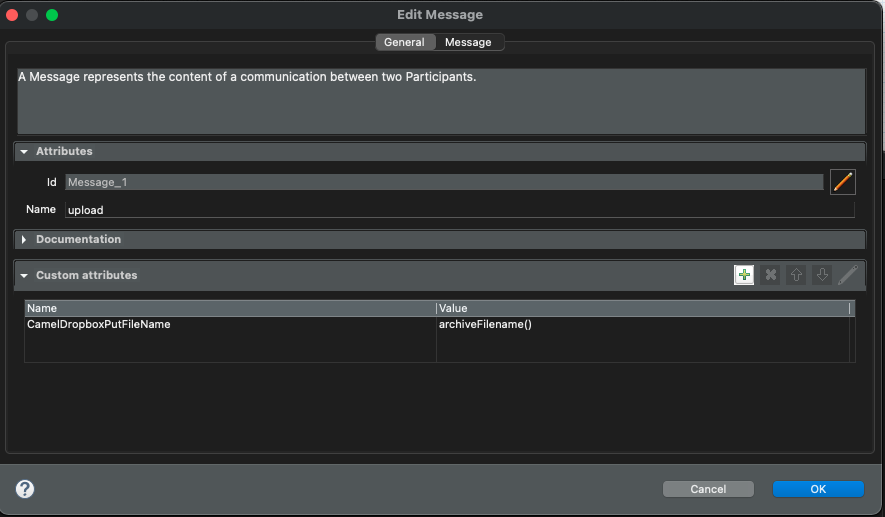 Edit Message
General Message
A Message represents the content of a communication between two Participants.
Attributes
Id Message_1
Name upload
Documentation
Custom attributes
Name Value
CamelDropboxPutFileName archiveFilename()
? Cancel OK